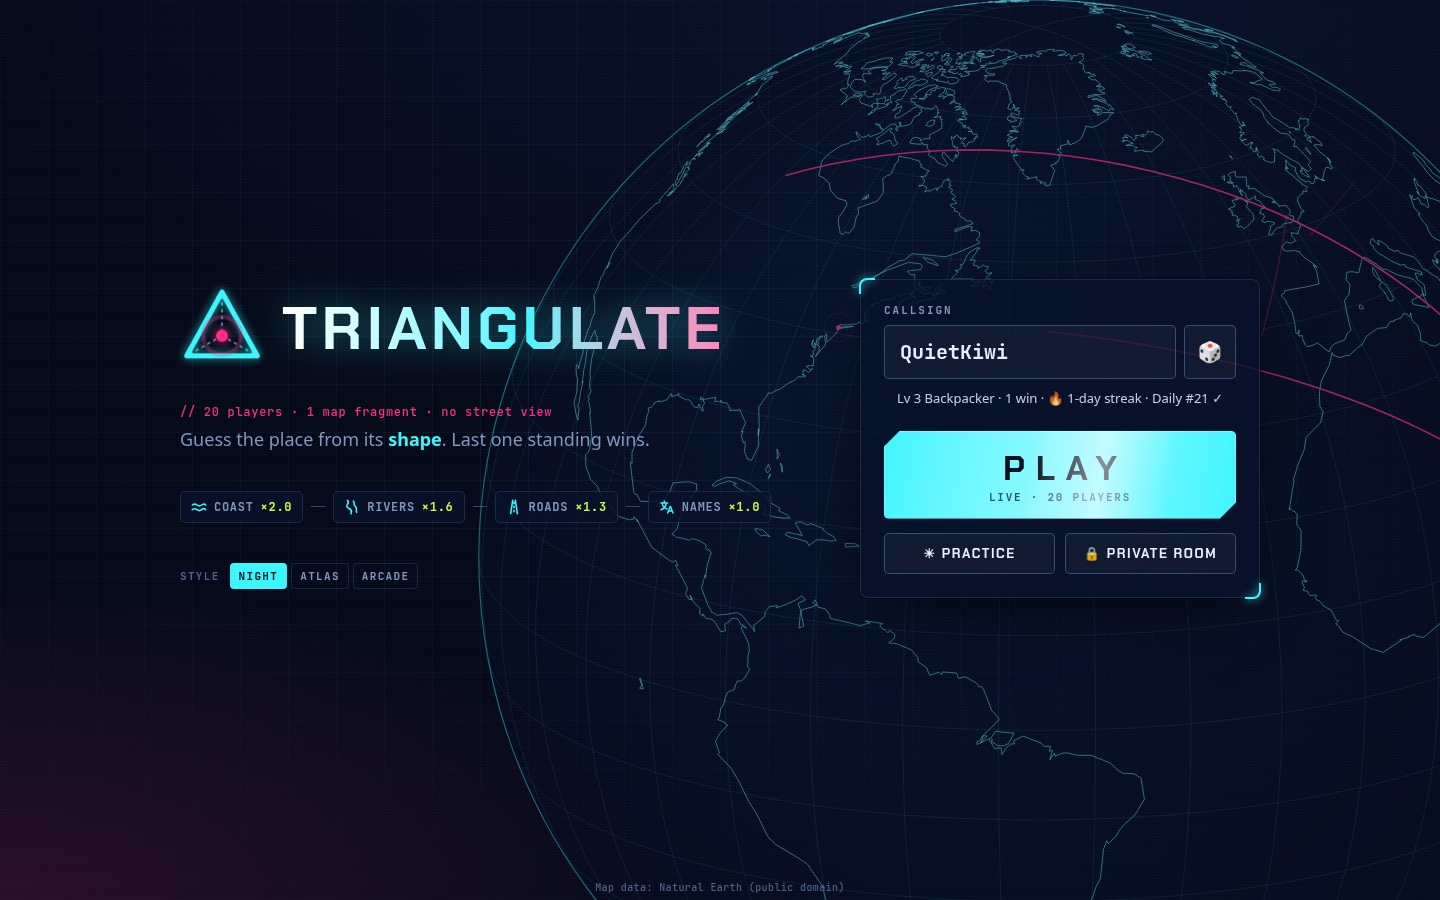 TRIANGULATE
// 20 players · 1 map fragment · no street view
Guess the place from its shape. Last one standing wins.
COAST ×2.0
RIVERS ×1.6
ROADS ×1.3
NAMES ×1.0
STYLE NIGHT ATLAS ARCADE
CALLSIGN
QuietKiwi
Lv 3 Backpacker · 1 win · 🔥 1-day streak · Daily #21 ✓
PLAY
LIVE · 20 PLAYERS
☀ PRACTICE
🔒 PRIVATE ROOM
Map data: Natural Earth (public domain)